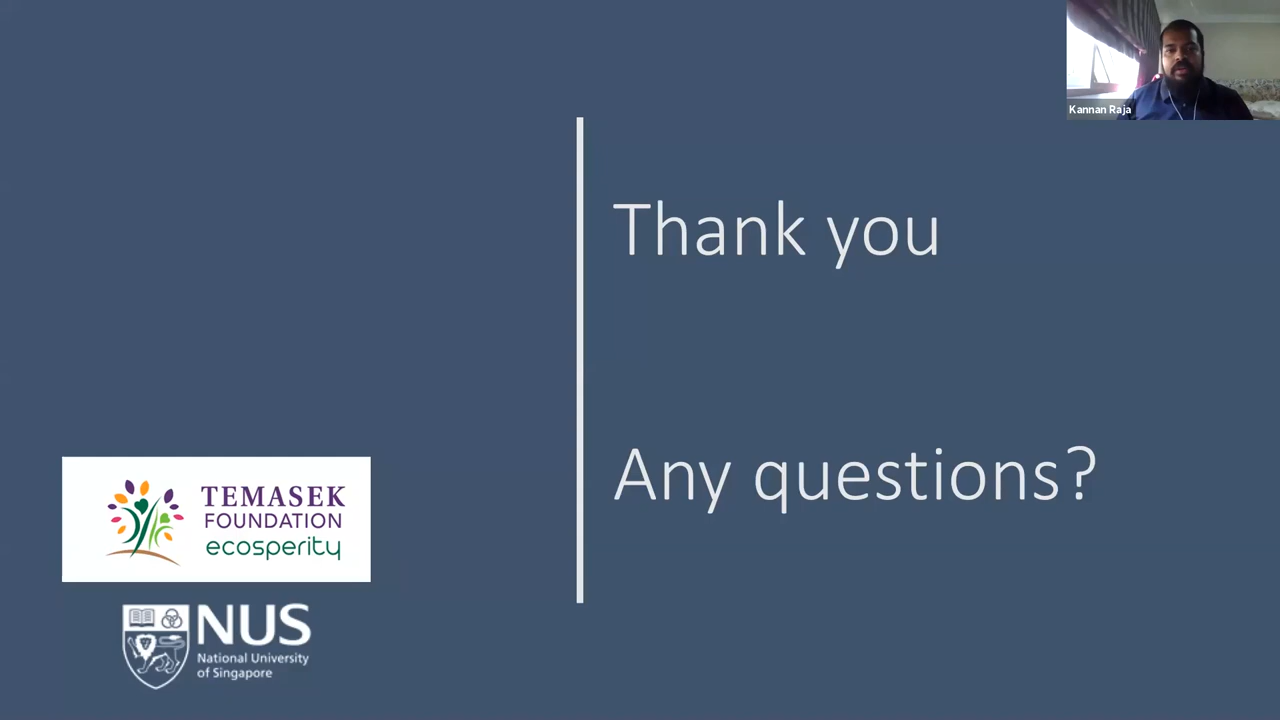 Kannan Raja
Thank you
Any questions?
TEMASEK
FOUNDATION
ecosperity
NUS
National University
of Singapore